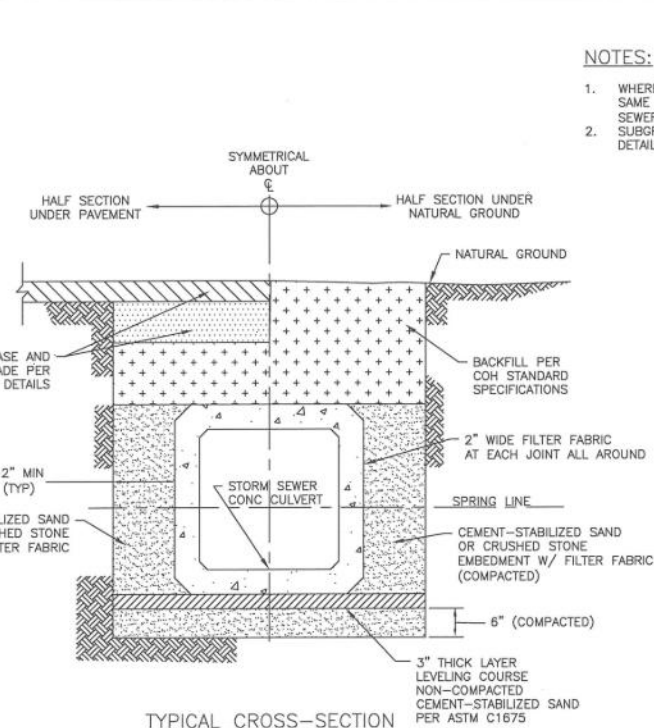 NOTES:
1. WHERE
SAME
SEWER
2.
DETAIL
SYMMETRICAL
ABOUT
℄
HALF SECTION
UNDER PAVEMENT
HALF SECTION UNDER
NATURAL GROUND
NATURAL GROUND
ASE AND
ADE PER
DETAILS
BACKFILL PER
COH STANDARD
SPECIFICATIONS
2" WIDE FILTER FABRIC
AT EACH JOINT ALL AROUND
2" MIN
(TYP)
STORM SEWER
CONC CULVERT
SPRING LINE
LIZED SAND
SHED STONE
TER FABRIC
CEMENT-STABILIZED SAND
OR CRUSHED STONE
EMBEDMENT W/ FILTER FABRIC
(COMPACTED)
6" (COMPACTED)
3" THICK LAYER
LEVELING COURSE
NON-COMPACTED
CEMENT-STABILIZED SAND
PER ASTM C1675
TYPICAL CROSS-SECTION